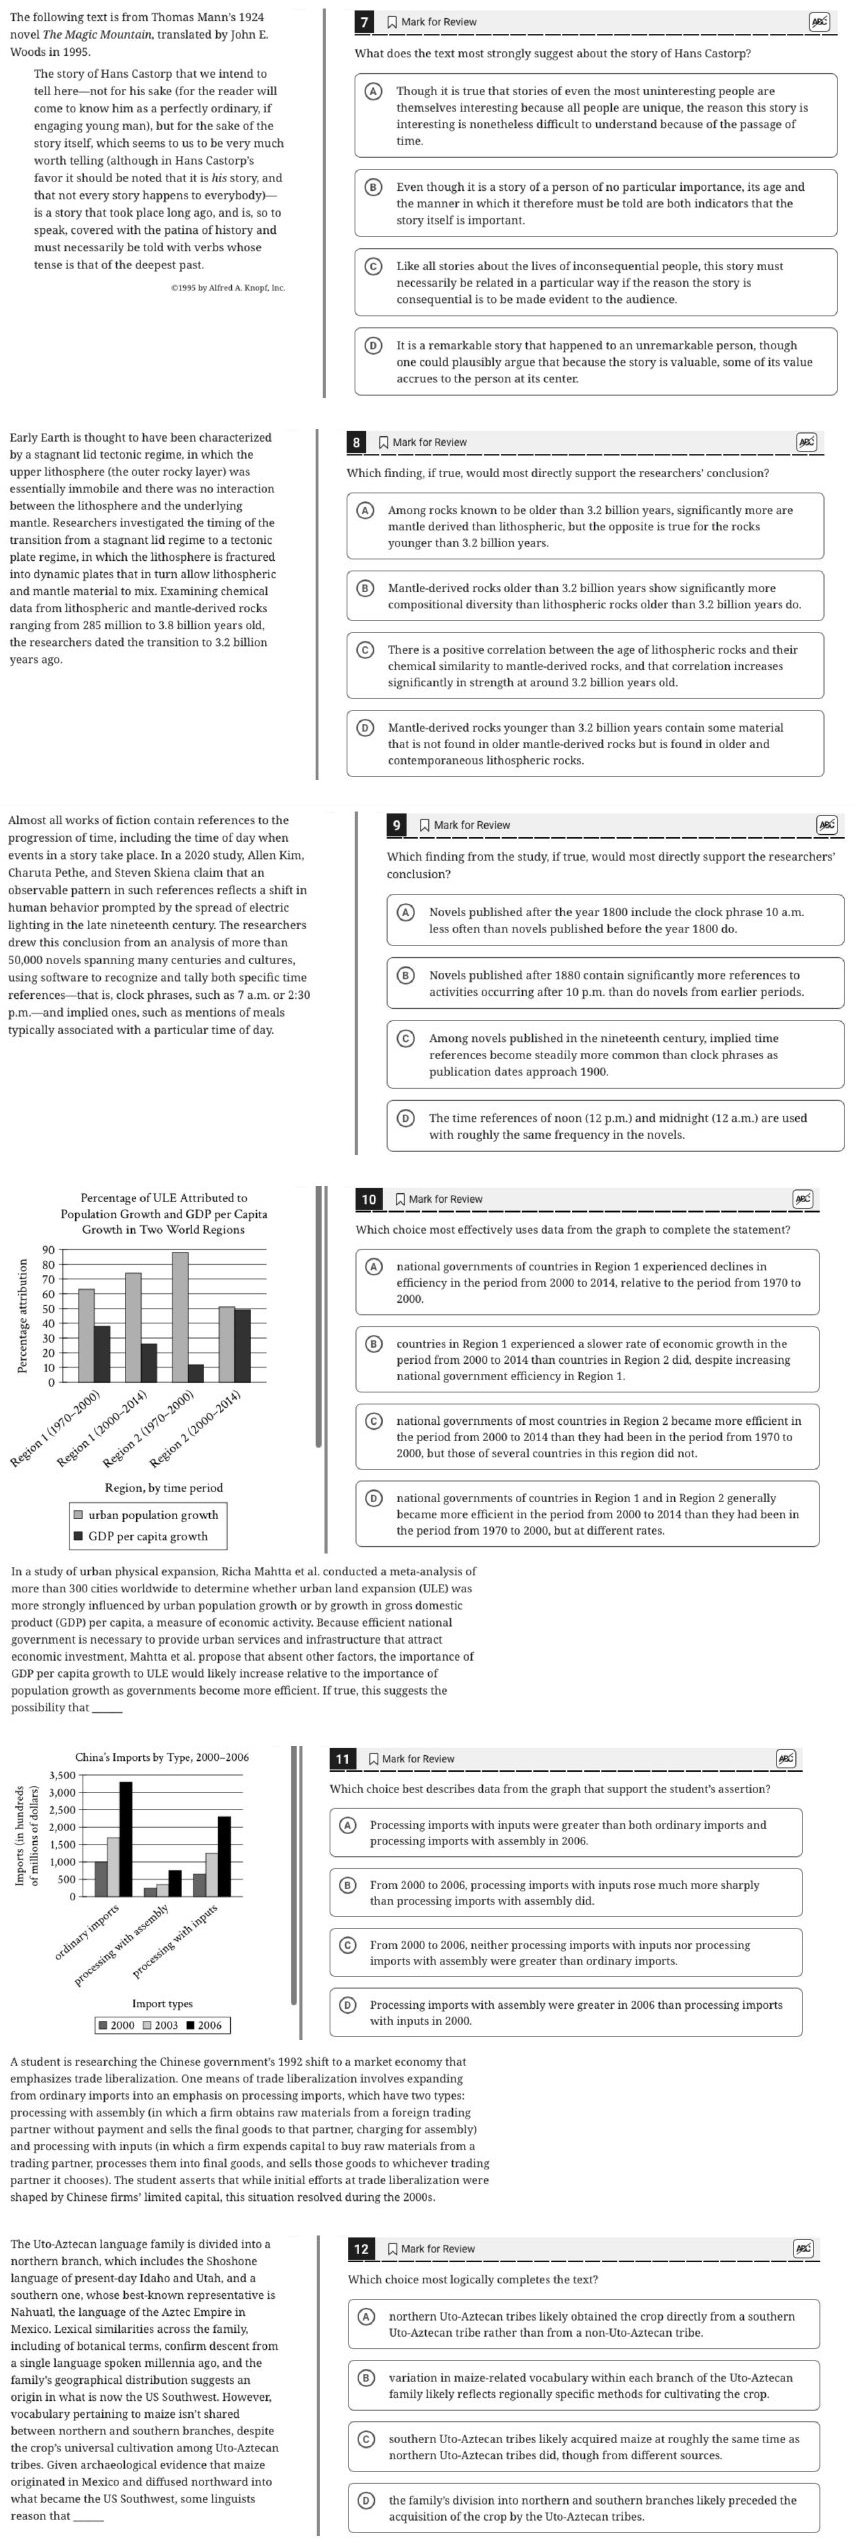 The following text is from Thomas Mann's 1924
novel The Magic Mountain, translated by John E.
Woods in 1995.
The story of Hans Castorp that we intend to
tell here—not for his sake (for the reader will
come to know him as a perfectly ordinary, if
engaging young man), but for the sake of the
story itself, which seems to us to be very much
worth telling (although in Hans Castorp's
favor it should be noted that it is his story, and
that not every story happens to everybody)—
is a story that took place long ago, and is, so to
speak, covered with the patina of history and
must necessarily be told with verbs whose
tense is that of the deepest past.
©1995 by Alfred A. Knopf, Inc.
7 Mark for Review ABC
What does the text most strongly suggest about the story of Hans Castorp?
A Though it is true that stories of even the most uninteresting people are
themselves interesting because all people are unique, the reason this story is
interesting is nonetheless difficult to understand because of the passage of
time.
B Even though it is a story of a person of no particular importance, its age and
the manner in which it therefore must be told are both indicators that the
story itself is important.
C Like all stories about the lives of inconsequential people, this story must
necessarily be related in a particular way if the reason the story is
consequential is to be made evident to the audience.
D It is a remarkable story that happened to an unremarkable person, though
one could plausibly argue that because the story is valuable, some of its value
accrues to the person at its center.
Early Earth is thought to have been characterized
by a stagnant lid tectonic regime, in which the
upper lithosphere (the outer rocky layer) was
essentially immobile and there was no interaction
between the lithosphere and the underlying
mantle. Researchers investigated the timing of the
transition from a stagnant lid regime to a tectonic
plate regime, in which the lithosphere is fractured
into dynamic plates that in turn allow lithospheric
and mantle material to mix. Examining chemical
data from lithospheric and mantle-derived rocks
ranging from 285 million to 3.8 billion years old,
the researchers dated the transition to 3.2 billion
years ago.
8 Mark for Review ABC
Which finding, if true, would most directly support the researchers' conclusion?
A Among rocks known to be older than 3.2 billion years, significantly more are
mantle derived than lithospheric, but the opposite is true for the rocks
younger than 3.2 billion years.
B Mantle-derived rocks older than 3.2 billion years show significantly more
compositional diversity than lithospheric rocks older than 3.2 billion years do.
C There is a positive correlation between the age of lithospheric rocks and their
chemical similarity to mantle-derived rocks, and that correlation increases
significantly in strength at around 3.2 billion years old.
D Mantle-derived rocks younger than 3.2 billion years contain some material
that is not found in older mantle-derived rocks but is found in older and
contemporaneous lithospheric rocks.
Almost all works of fiction contain references to the
progression of time, including the time of day when
events in a story take place. In a 2020 study, Allen Kim,
Charuta Pethe, and Steven Skiena claim that an
observable pattern in such references reflects a shift in
human behavior prompted by the spread of electric
lighting in the late nineteenth century. The researchers
drew this conclusion from an analysis of more than
50,000 novels spanning many centuries and cultures,
using software to recognize and tally both specific time
references—that is, clock phrases, such as 7 a.m. or 2:30
p.m.—and implied ones, such as mentions of meals
typically associated with a particular time of day.
9 Mark for Review ABC
Which finding from the study, if true, would most directly support the researchers'
conclusion?
A Novels published after the year 1800 include the clock phrase 10 a.m.
less often than novels published before the year 1800 do.
B Novels published after 1880 contain significantly more references to
activities occurring after 10 p.m. than do novels from earlier periods.
C Among novels published in the nineteenth century, implied time
references become steadily more common than clock phrases as
publication dates approach 1900.
D The time references of noon (12 p.m.) and midnight (12 a.m.) are used
with roughly the same frequency in the novels.
Percentage of ULE Attributed to
Population Growth and GDP per Capita
Growth in Two World Regions
Percentage attribution
90
80
70
60
50
40
30
20
10
0
Region 1 (1970–2000)
Region 1 (2000–2014)
Region 2 (1970–2000)
Region 2 (2000–2014)
Region, by time period
urban population growth
GDP per capita growth
10 Mark for Review ABC
Which choice most effectively uses data from the graph to complete the statement?
A national governments of countries in Region 1 experienced declines in
efficiency in the period from 2000 to 2014, relative to the period from 1970 to
2000.
B countries in Region 1 experienced a slower rate of economic growth in the
period from 2000 to 2014 than countries in Region 2 did, despite increasing
national government efficiency in Region 1.
C national governments of most countries in Region 2 became more efficient in
the period from 2000 to 2014 than they had been in the period from 1970 to
2000, but those of several countries in this region did not.
D national governments of countries in Region 1 and in Region 2 generally
became more efficient in the period from 2000 to 2014 than they had been in
the period from 1970 to 2000, but at different rates.
In a study of urban physical expansion, Richa Mahtta et al. conducted a meta-analysis of
more than 300 cities worldwide to determine whether urban land expansion (ULE) was
more strongly influenced by urban population growth or by growth in gross domestic
product (GDP) per capita, a measure of economic activity. Because efficient national
government is necessary to provide urban services and infrastructure that attract
economic investment, Mahtta et al. propose that absent other factors, the importance of
GDP per capita growth to ULE would likely increase relative to the importance of
population growth as governments become more efficient. If true, this suggests the
possibility that ______
China's Imports by Type, 2000–2006
Imports (in hundreds
of millions of dollars)
3,500
3,000
2,500
2,000
1,500
1,000
500
0
ordinary imports
processing with assembly
processing with inputs
Import types
2000 2003 2006
11 Mark for Review ABC
Which choice best describes data from the graph that support the student's assertion?
A Processing imports with inputs were greater than both ordinary imports and
processing imports with assembly in 2006.
B From 2000 to 2006, processing imports with inputs rose much more sharply
than processing imports with assembly did.
C From 2000 to 2006, neither processing imports with inputs nor processing
imports with assembly were greater than ordinary imports.
D Processing imports with assembly were greater in 2006 than processing imports
with inputs in 2000.
A student is researching the Chinese government's 1992 shift to a market economy that
emphasizes trade liberalization. One means of trade liberalization involves expanding
from ordinary imports into an emphasis on processing imports, which have two types:
processing with assembly (in which a firm obtains raw materials from a foreign trading
partner without payment and sells the final goods to that partner, charging for assembly)
and processing with inputs (in which a firm expends capital to buy raw materials from a
trading partner, processes them into final goods, and sells those goods to whichever trading
partner it chooses). The student asserts that while initial efforts at trade liberalization were
shaped by Chinese firms' limited capital, this situation resolved during the 2000s.
The Uto-Aztecan language family is divided into a
northern branch, which includes the Shoshone
language of present-day Idaho and Utah, and a
southern one, whose best-known representative is
Nahuatl, the language of the Aztec Empire in
Mexico. Lexical similarities across the family,
including of botanical terms, confirm descent from
a single language spoken millennia ago, and the
family's geographical distribution suggests an
origin in what is now the US Southwest. However,
vocabulary pertaining to maize isn't shared
between northern and southern branches, despite
the crop's universal cultivation among Uto-Aztecan
tribes. Given archaeological evidence that maize
originated in Mexico and diffused northward into
what became the US Southwest, some linguists
reason that ______
12 Mark for Review ABC
Which choice most logically completes the text?
A northern Uto-Aztecan tribes likely obtained the crop directly from a southern
Uto-Aztecan tribe rather than from a non-Uto-Aztecan tribe.
B variation in maize-related vocabulary within each branch of the Uto-Aztecan
family likely reflects regionally specific methods for cultivating the crop.
C southern Uto-Aztecan tribes likely acquired maize at roughly the same time as
northern Uto-Aztecan tribes did, though from different sources.
D the family's division into northern and southern branches likely preceded the
acquisition of the crop by the Uto-Aztecan tribes.